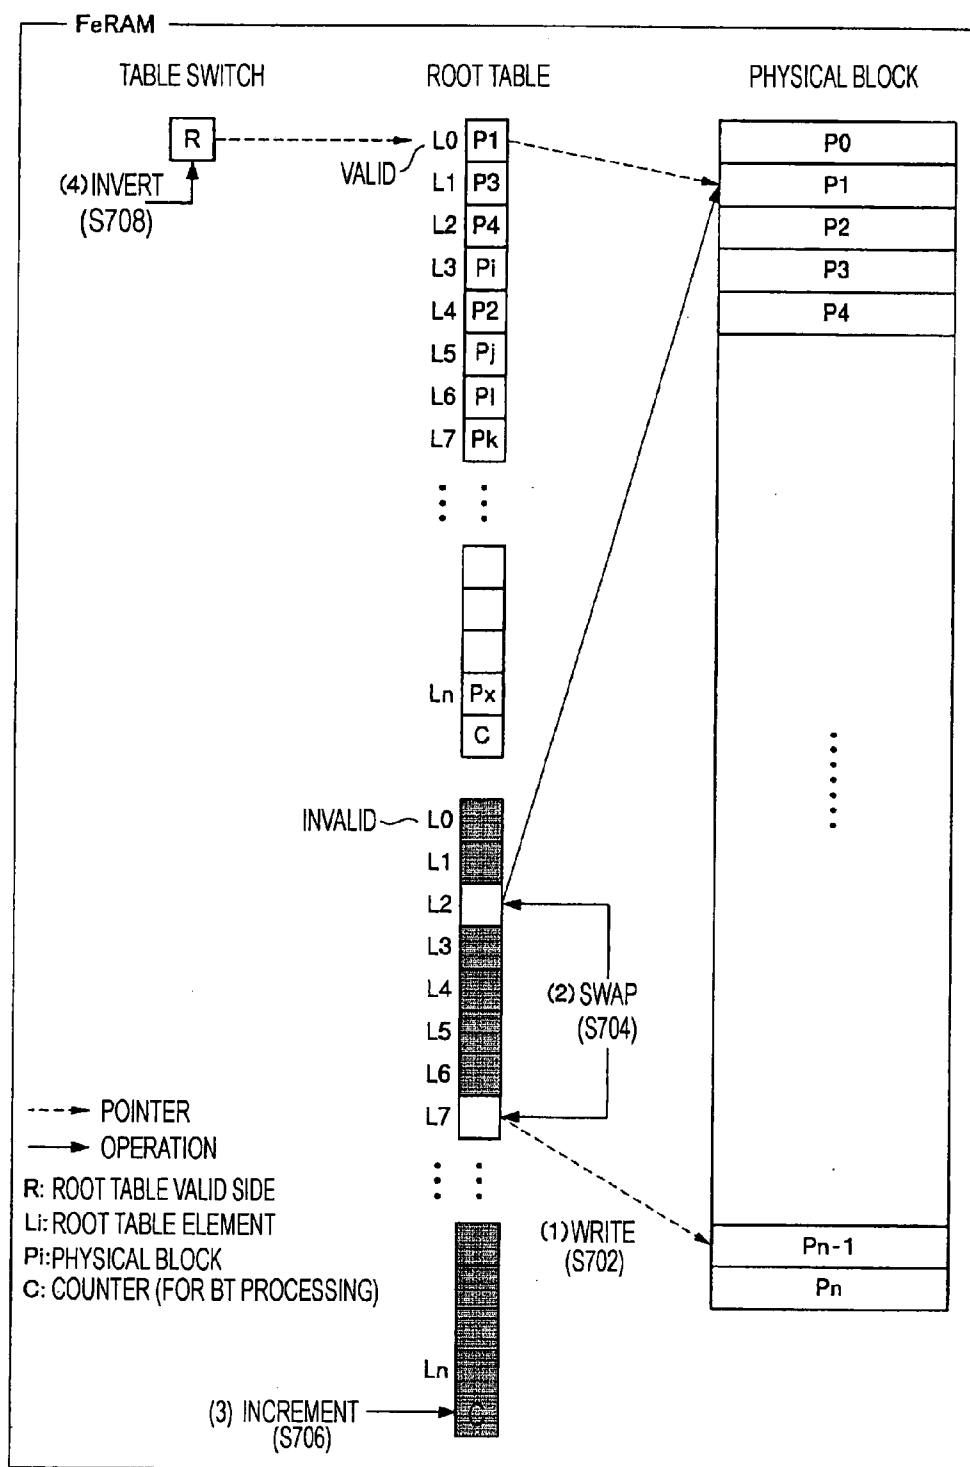 FeRAM
TABLE SWITCH ROOT TABLE PHYSICAL BLOCK
R L0 P1 P0
VALID
(4) INVERT L1 P3 P1
(S708) L2 P4 P2
L3 Pi P3
L4 P2 P4
L5 Pj
L6 Pl
L7 Pk
Ln Px
C
INVALID L0
L1
L2
L3
L4
(2) SWAP
(S704)
L5
L6
L7
POINTER
OPERATION
R: ROOT TABLE VALID SIDE
Li: ROOT TABLE ELEMENT
Pi: PHYSICAL BLOCK
C: COUNTER (FOR BT PROCESSING)
(1) WRITE
(S702)
Pn-1
Pn
Ln
(3) INCREMENT C
(S706)